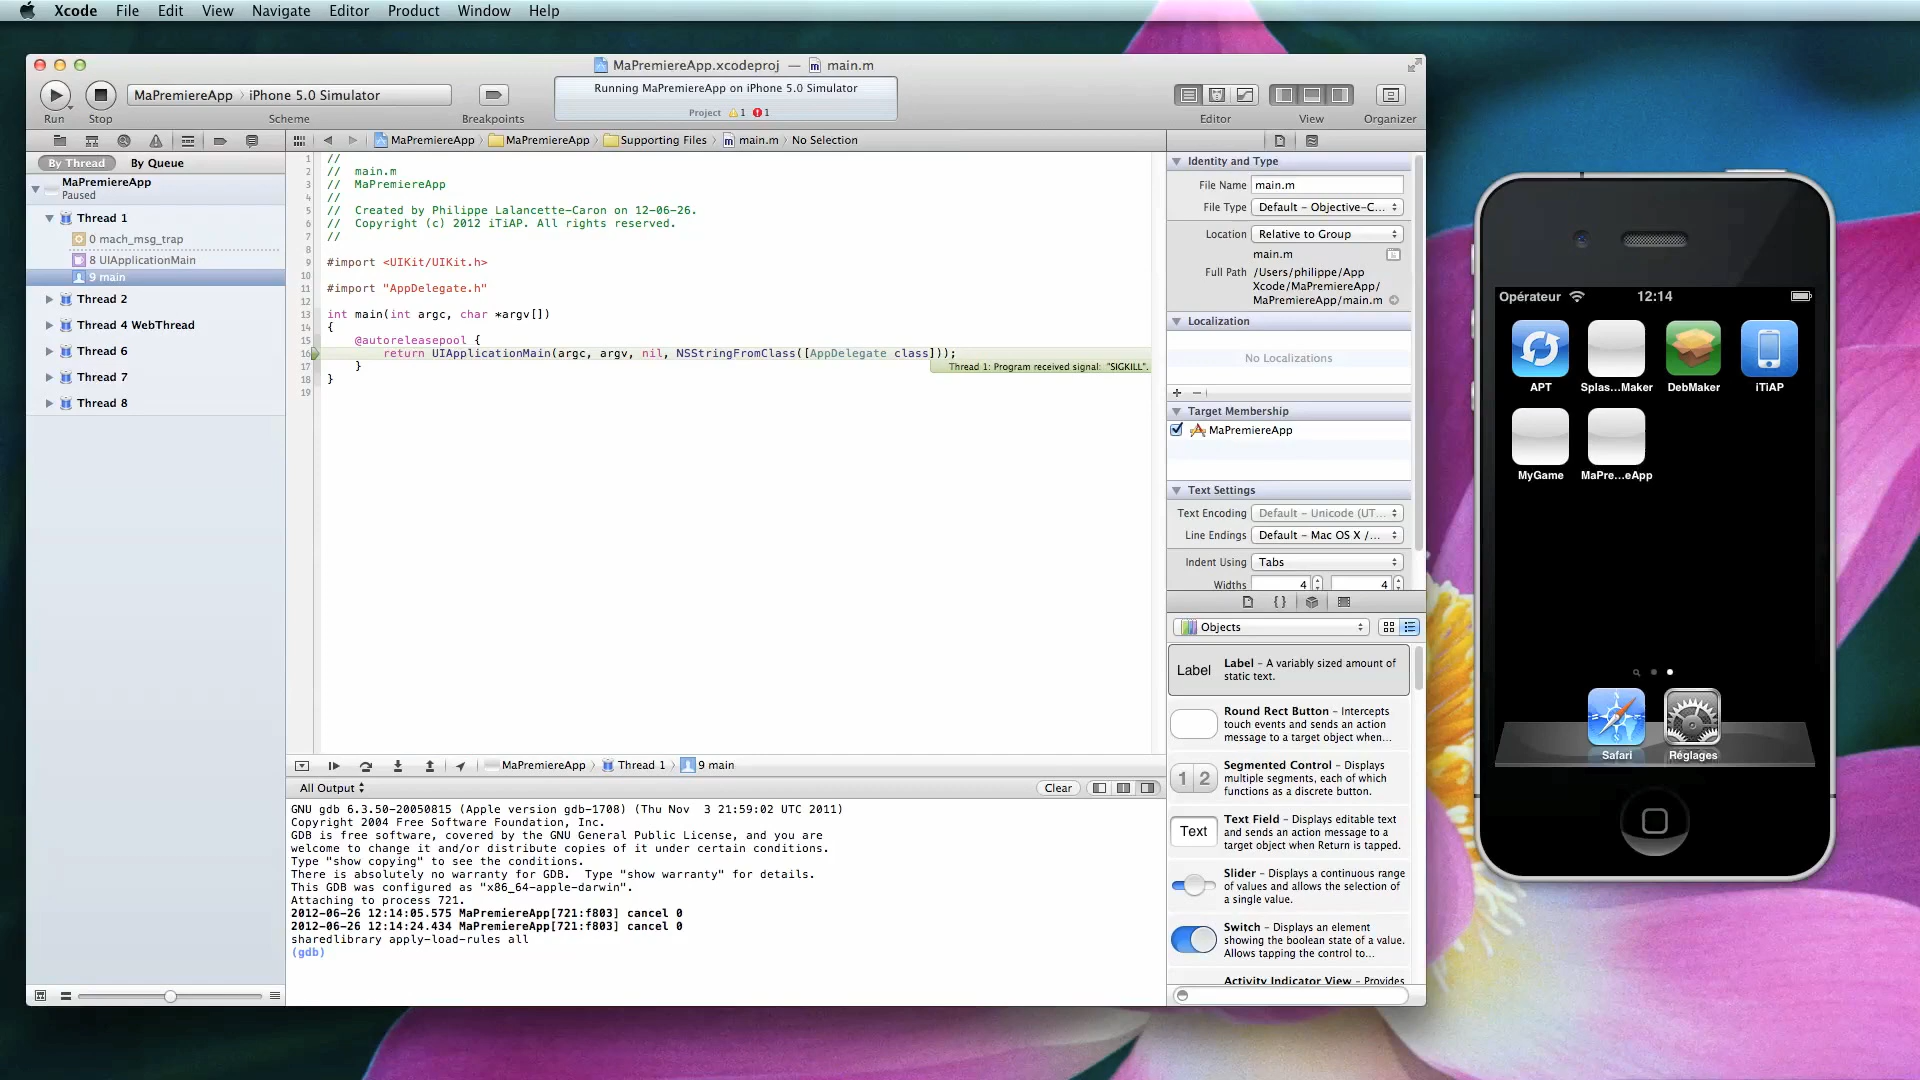 Xcode File Edit View Navigate Editor Product Window Help
MaPremiereApp.xcodeproj — main.m
MaPremiereApp › iPhone 5.0 Simulator
Running MaPremiereApp on iPhone 5.0 Simulator
Project 1 1
Run Stop Scheme Breakpoints Editor View Organizer
MaPremiereApp MaPremiereApp Supporting Files main.m No Selection
By Thread By Queue
MaPremiereApp
Paused
Thread 1
0 mach_msg_trap
8 UIApplicationMain
9 main
Thread 2
Thread 4 WebThread
Thread 6
Thread 7
Thread 8
1 //
2 //  main.m
3 //  MaPremiereApp
4 //
5 //  Created by Philippe Lalancette-Caron on 12-06-26.
6 //  Copyright (c) 2012 iTiAP. All rights reserved.
7 //
8
9 #import <UIKit/UIKit.h>
10
11 #import "AppDelegate.h"
12
13 int main(int argc, char *argv[])
14 {
15     @autoreleasepool {
16         return UIApplicationMain(argc, argv, nil, NSStringFromClass([AppDelegate class]));
Thread 1: Program received signal: "SIGKILL".
17     }
18 }
19
MaPremiereApp Thread 1 9 main
All Output Clear
GNU gdb 6.3.50-20050815 (Apple version gdb-1708) (Thu Nov  3 21:59:02 UTC 2011)
Copyright 2004 Free Software Foundation, Inc.
GDB is free software, covered by the GNU General Public License, and you are
welcome to change it and/or distribute copies of it under certain conditions.
Type "show copying" to see the conditions.
There is absolutely no warranty for GDB.  Type "show warranty" for details.
This GDB was configured as "x86_64-apple-darwin".
Attaching to process 721.
2012-06-26 12:14:05.575 MaPremiereApp[721:f803] cancel 0
2012-06-26 12:14:24.434 MaPremiereApp[721:f803] cancel 0
sharedlibrary apply-load-rules all
(gdb)
Identity and Type
File Name main.m
File Type Default - Objective-C...
Location Relative to Group
main.m
Full Path /Users/philippe/App
Xcode/MaPremiereApp/
MaPremiereApp/main.m
Localization
No Localizations
+ −
Target Membership
MaPremiereApp
Text Settings
Text Encoding Default - Unicode (UT...
Line Endings Default - Mac OS X /...
Indent Using Tabs
Widths 4 4
{ }
Objects
Label Label - A variably sized amount of
static text.
Round Rect Button - Intercepts
touch events and sends an action
message to a target object when...
1 2 Segmented Control - Displays
multiple segments, each of which
functions as a discrete button.
Text Text Field - Displays editable text
and sends an action message to a
target object when Return is tapped.
Slider - Displays a continuous range
of values and allows the selection of
a single value.
Switch - Displays an element
showing the boolean state of a value.
Allows tapping the control to...
Activity Indicator View - Provides
Opérateur 12:14
APT Splas...Maker DebMaker iTiAP
MyGame MaPre...eApp
Safari Réglages